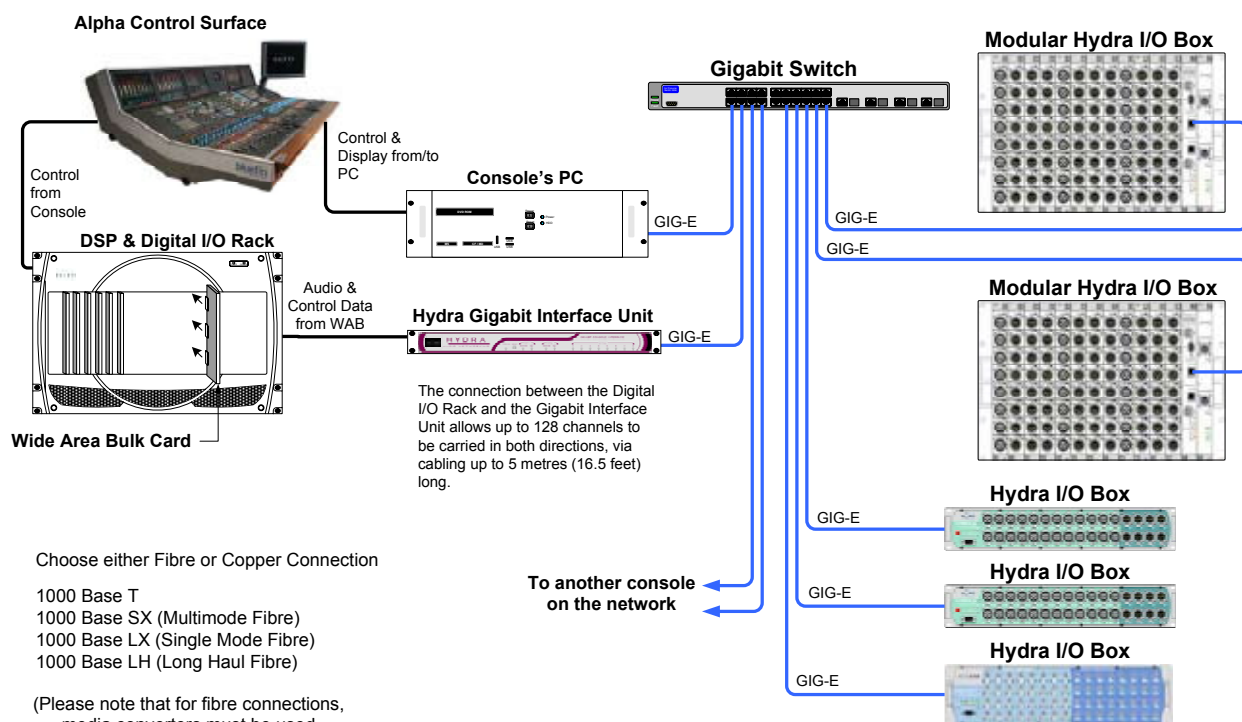 Alpha Control Surface
Modular Hydra I/O Box
Gigabit Switch
Control &
Display from/to
PC
Control
from
Console
Console's PC
GIG-E
GIG-E
GIG-E
DSP & Digital I/O Rack
Audio &
Control Data
from WAB
Hydra Gigabit Interface Unit
HYDRA
GIG-E
Modular Hydra I/O Box
The connection between the Digital
I/O Rack and the Gigabit Interface
Unit allows up to 128 channels to
be carried in both directions, via
cabling up to 5 metres (16.5 feet)
long.
Wide Area Bulk Card
Hydra I/O Box
GIG-E
Choose either Fibre or Copper Connection
1000 Base T
1000 Base SX (Multimode Fibre)
1000 Base LX (Single Mode Fibre)
1000 Base LH (Long Haul Fibre)
To another console
on the network
Hydra I/O Box
GIG-E
Hydra I/O Box
GIG-E
(Please note that for fibre connections,
media converters must be used